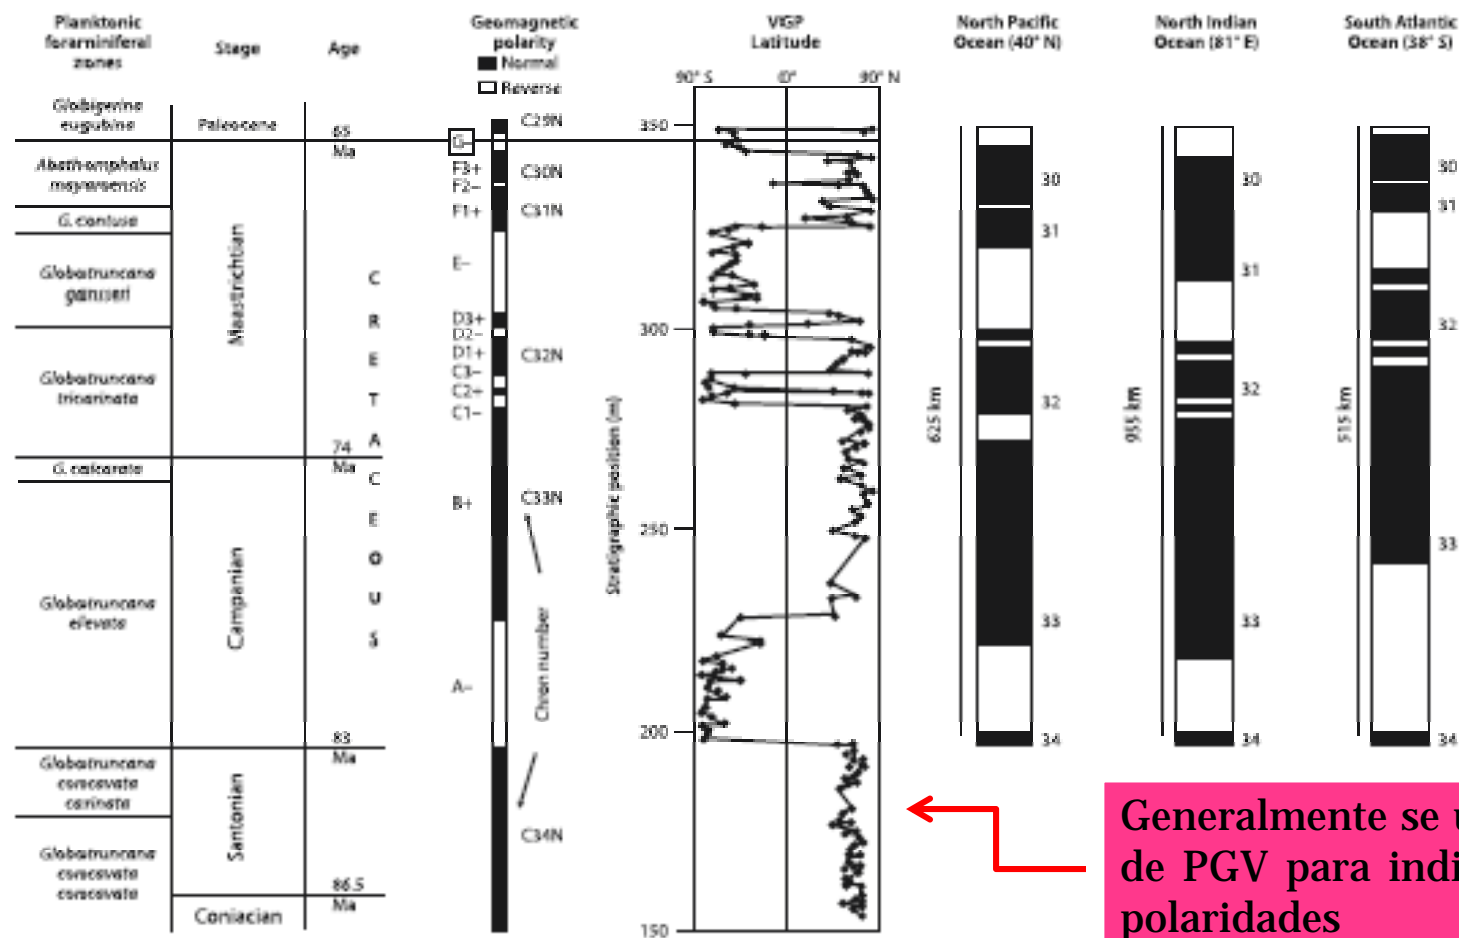 Planktonic
foraminiferal
zones
Stage
Age
Geomagnetic
polarity
Normal
Reverse
VGP
Latitude
90° S
0°
90° N
North Pacific
Ocean (40° N)
North Indian
Ocean (81° E)
South Atlantic
Ocean (38° S)
Globigerina
eugubina
Abathomphalus
mayaroensis
G. contusa
Globotruncana
gansseri
Globotruncana
tricarinata
G. calcarata
Globotruncana
elevata
Globotruncana
concavata
carinata
Globotruncana
concavata
concavata
Paleocene
Maastrichtian
Campanian
Santonian
Coniacian
65
Ma
74
Ma
83
Ma
86.5
Ma
C
R
E
T
A
C
E
O
U
S
G-
F3+
F2-
F1+
E-
D3+
D2-
D1+
C3-
C2+
C1-
B+
A-
C29N
C30N
C31N
C32N
C33N
C34N
Chron number
Stratigraphic position (m)
350
300
250
200
150
625 km
30
31
32
33
34
955 km
30
31
32
33
34
515 km
30
31
32
33
34
Generalmente se
de PGV para
polaridades